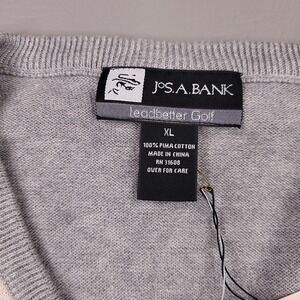 JOS.A.BANK
Leadbetter Golf
XL
100% PIMA COTTON
MADE IN CHINA
RN 31608
OVER FOR CARE